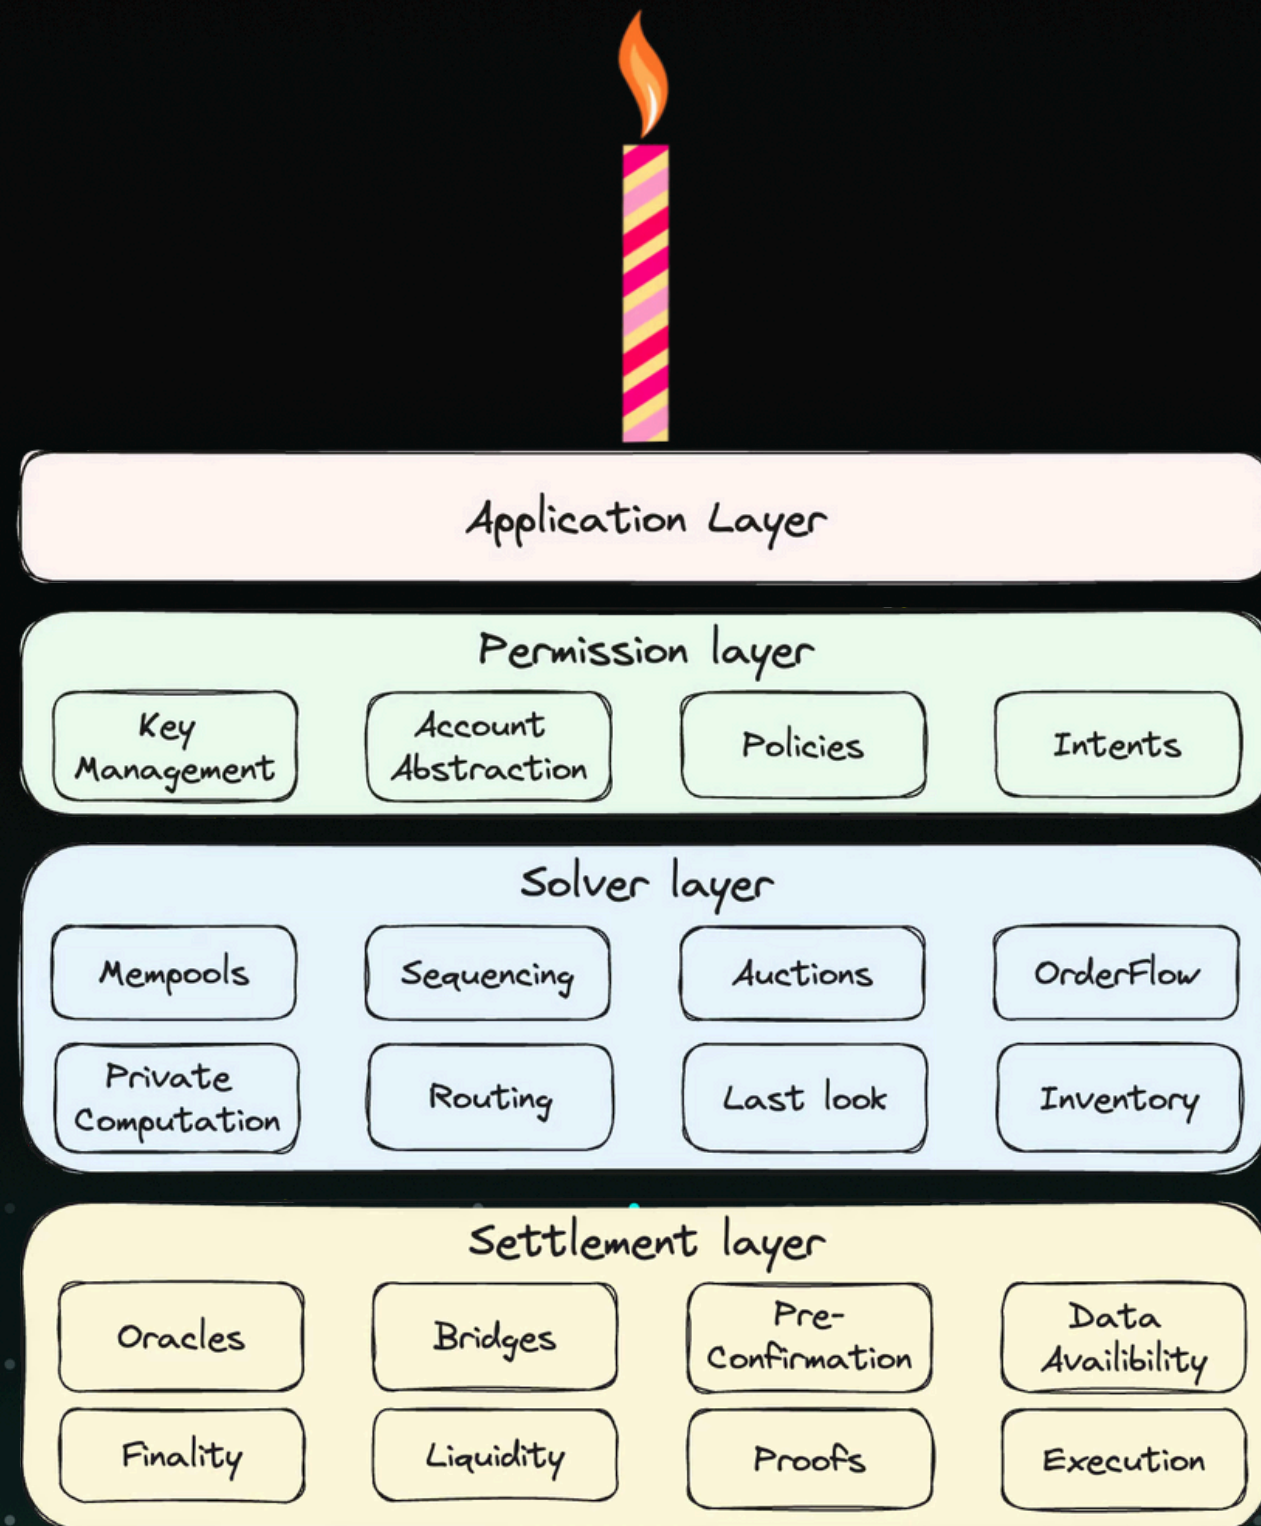 Application Layer
Permission layer
Key
Management
Account
Abstraction
Policies
Intents
Solver layer
Mempools
Sequencing
Auctions
OrderFlow
Private
Computation
Routing
Last look
Inventory
Settlement layer
Oracles
Bridges
Pre-
Confirmation
Data
Availibility
Finality
Liquidity
Proofs
Execution